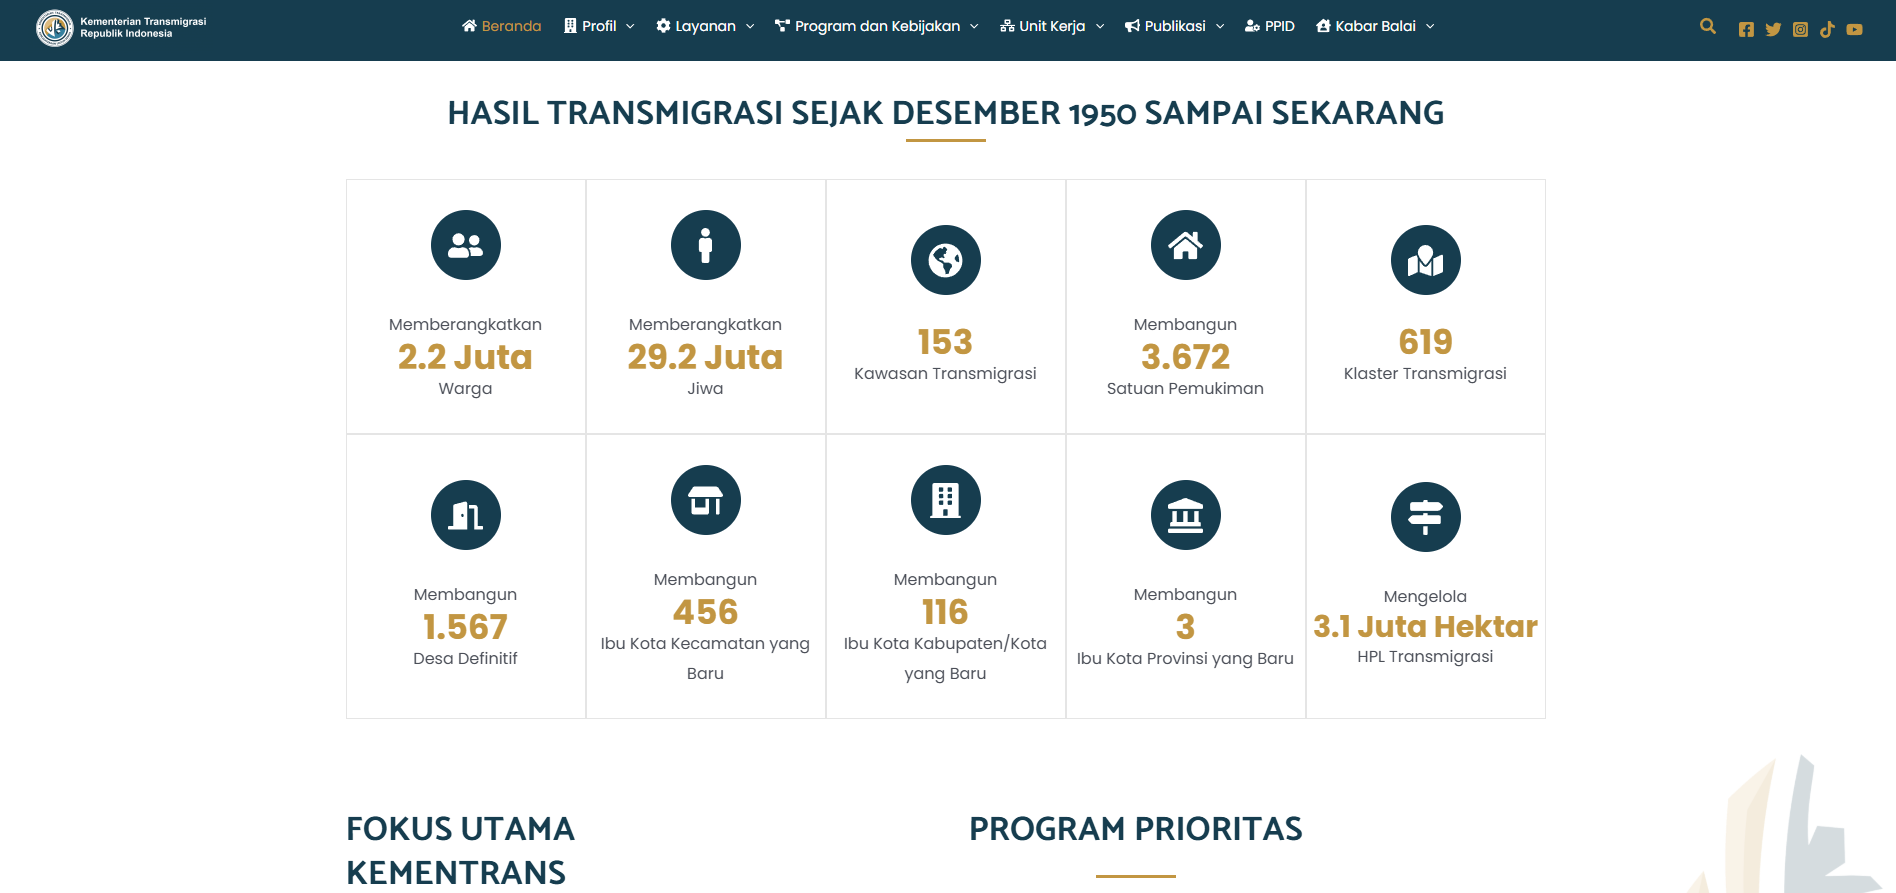 Kementerian Transmigrasi
Republik Indonesia
Beranda
Profil
Layanan
Program dan Kebijakan
Unit Kerja
Publikasi
PPID
Kabar Balai
HASIL TRANSMIGRASI SEJAK DESEMBER 1950 SAMPAI SEKARANG
Memberangkatkan
2.2 Juta
Warga
Memberangkatkan
29.2 Juta
Jiwa
153
Kawasan Transmigrasi
Membangun
3.672
Satuan Pemukiman
619
Klaster Transmigrasi
Membangun
1.567
Desa Definitif
Membangun
456
Ibu Kota Kecamatan yang
Baru
Membangun
116
Ibu Kota Kabupaten/Kota
yang Baru
Membangun
3
Ibu Kota Provinsi yang Baru
Mengelola
3.1 Juta Hektar
HPL Transmigrasi
FOKUS UTAMA
KEMENTRANS
PROGRAM PRIORITAS